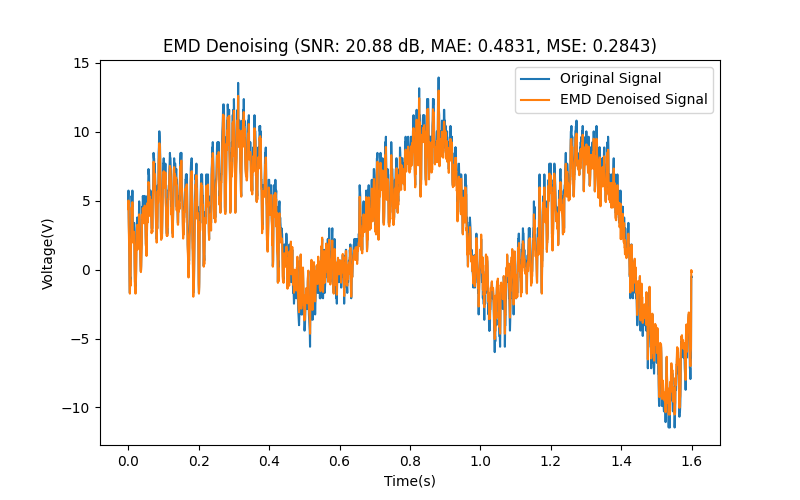 EMD Denoising (SNR: 20.88 dB, MAE: 0.4831, MSE: 0.2843)
Original Signal
EMD Denoised Signal
Voltage(V)
15
10
5
0
−5
−10
0.0 0.2 0.4 0.6 0.8 1.0 1.2 1.4 1.6
Time(s)